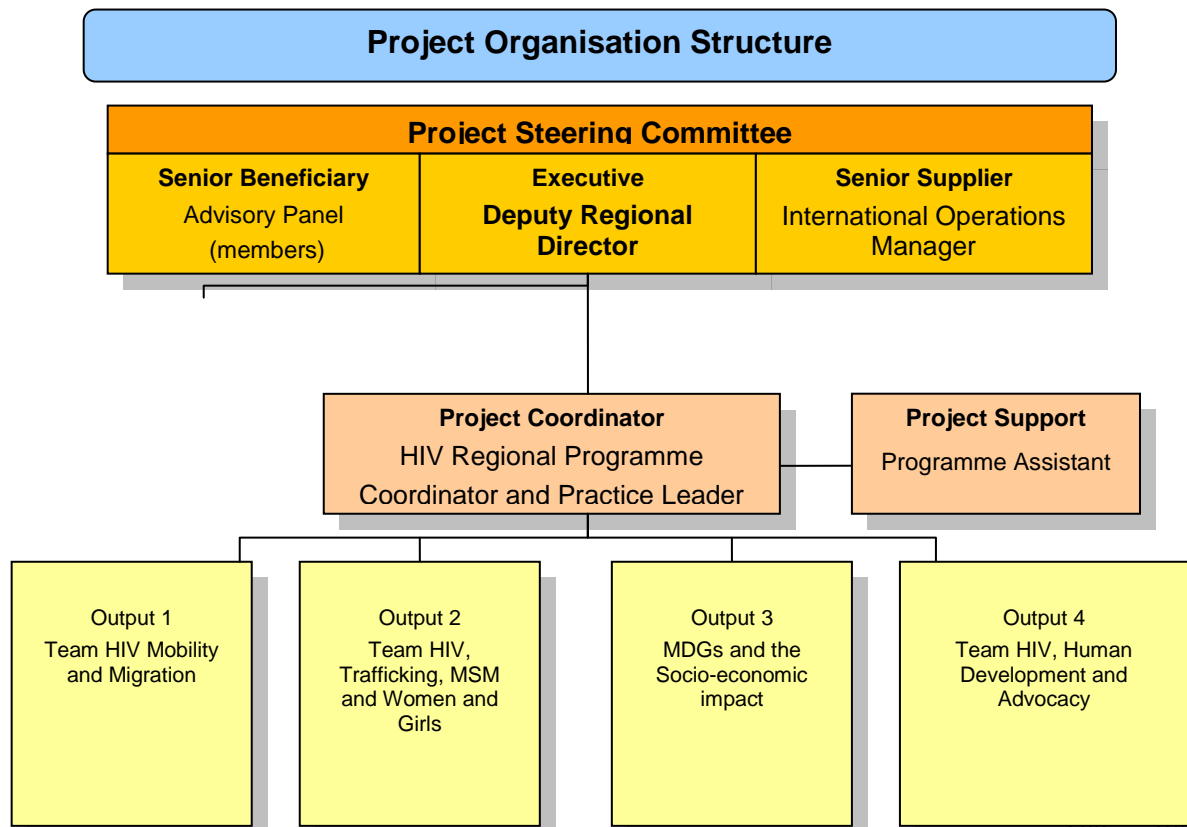 Project Organisation Structure
Project Steering Committee
Senior Beneficiary
Advisory Panel
(members)
Executive
Deputy Regional
Director
Senior Supplier
International Operations
Manager
Project Coordinator
HIV Regional Programme
Coordinator and Practice Leader
Project Support
Programme Assistant
Output 1
Team HIV Mobility
and Migration
Output 2
Team HIV,
Trafficking, MSM
and Women and
Girls
Output 3
MDGs and the
Socio-economic
impact
Output 4
Team HIV, Human
Development and
Advocacy